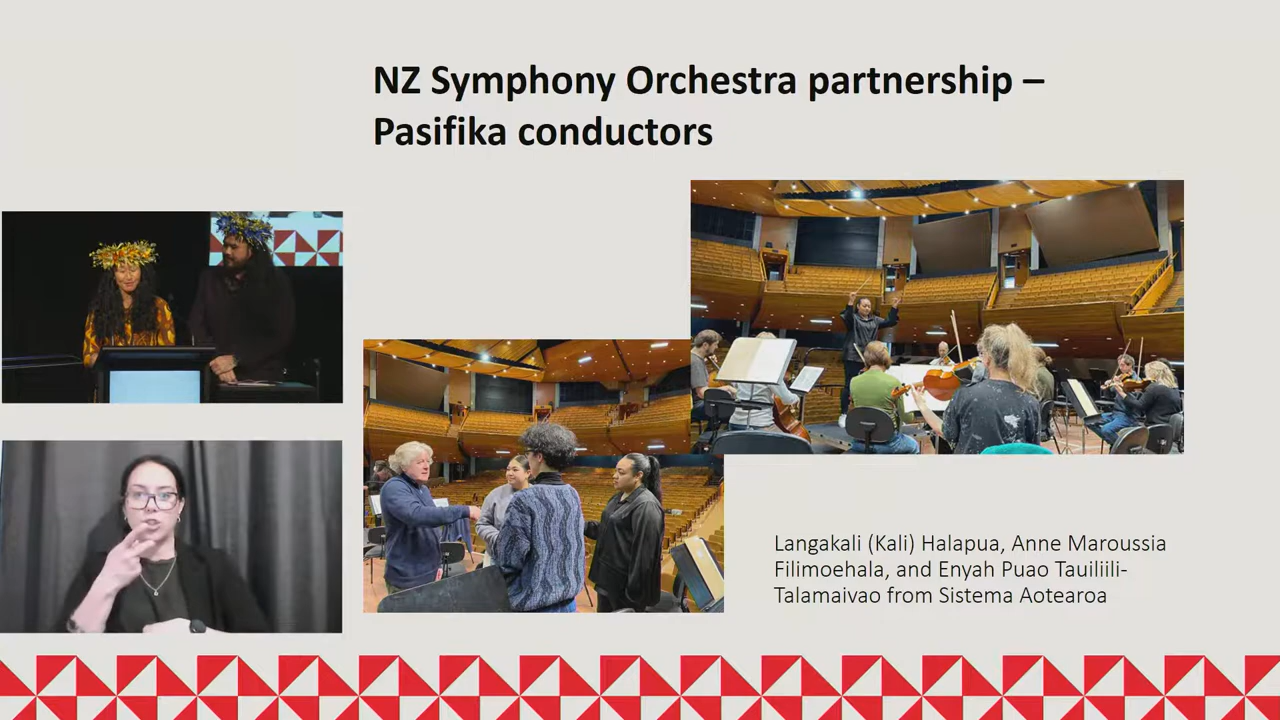 NZ Symphony Orchestra partnership –
Pasifika conductors
Langakali (Kali) Halapua, Anne Maroussia
Filimoehala, and Enyah Puao Tauiliili-
Talamaivao from Sistema Aotearoa